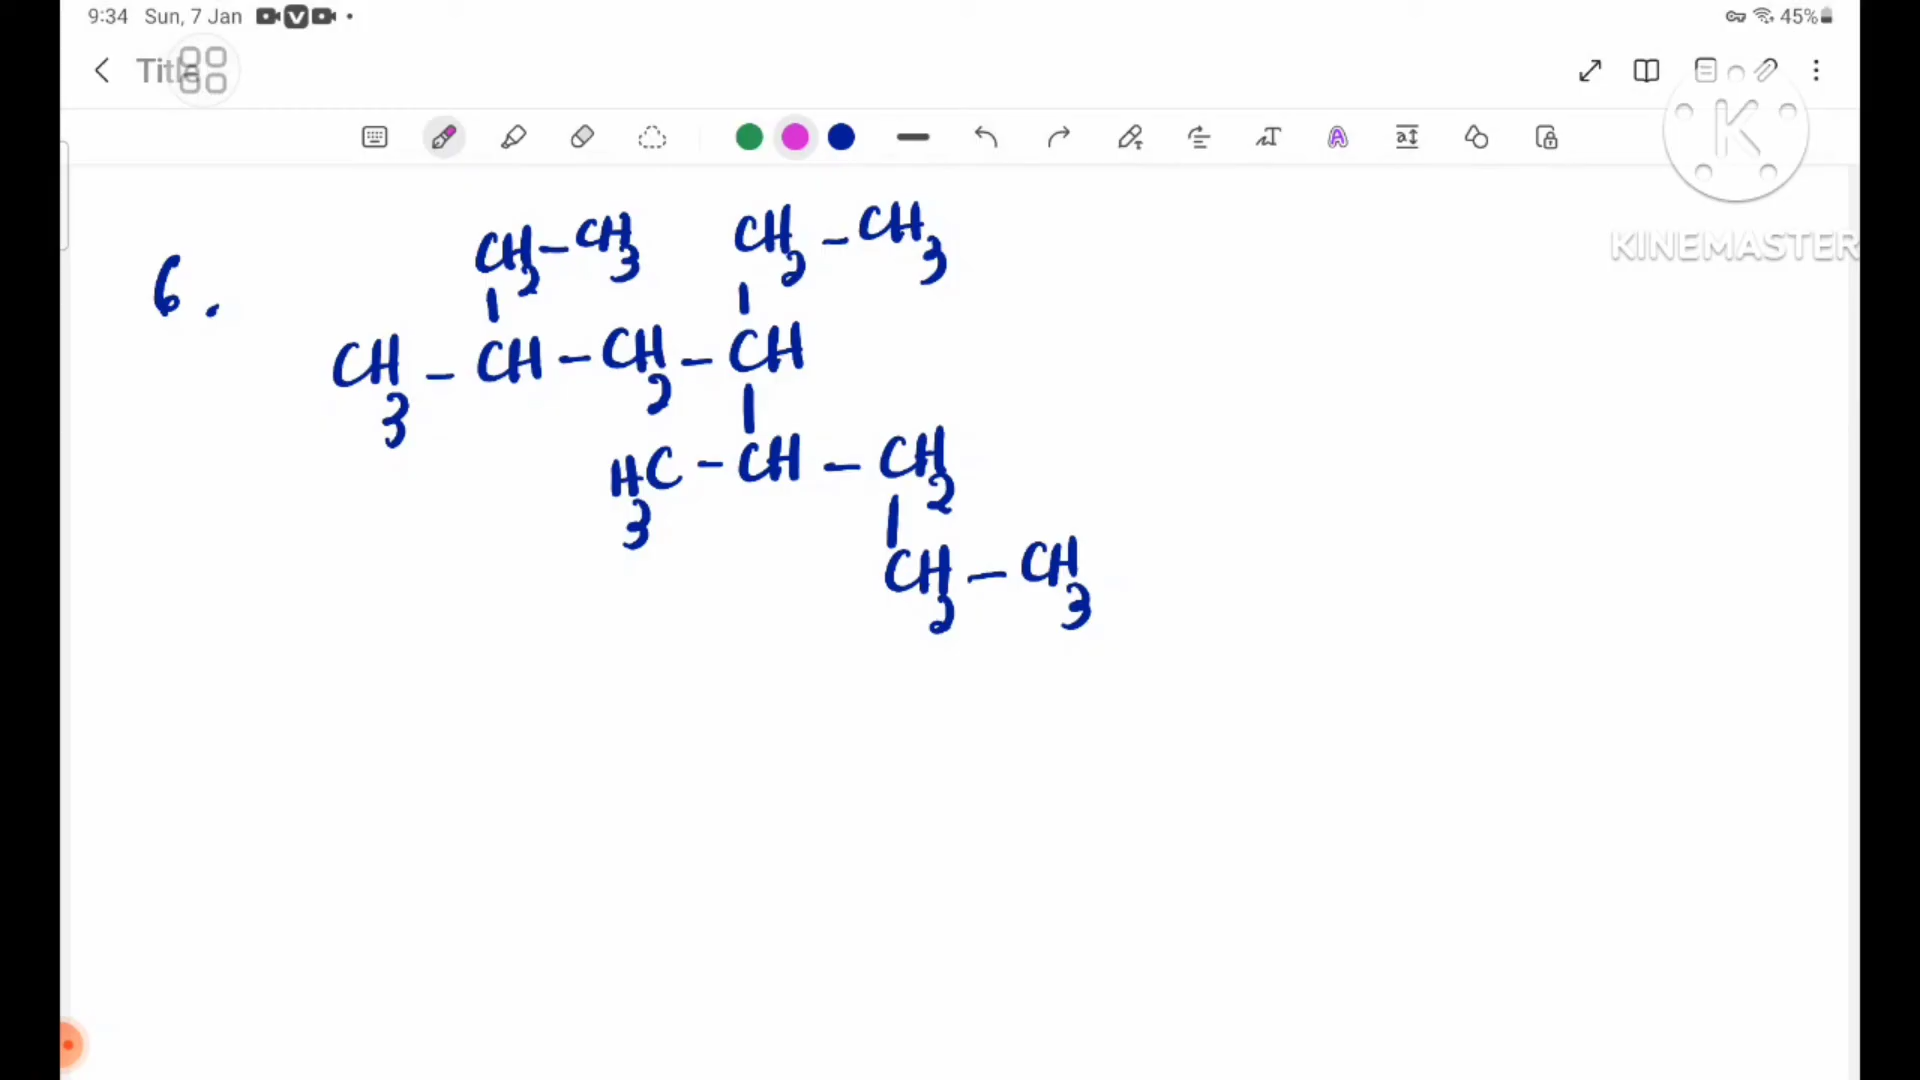 9:34 Sun, 7 Jan 45%
Title
KINEMASTER
6.
CH2-CH3 CH2-CH3
CH3-CH-CH2-CH
H3C-CH-CH2
CH2-CH3